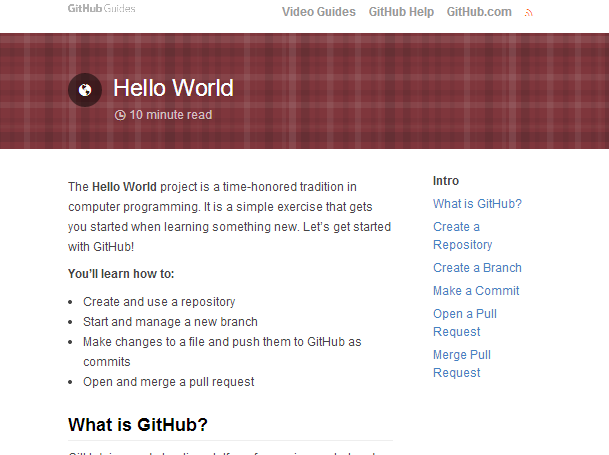 GitHub Guides
Video Guides GitHub Help GitHub.com
Hello World
10 minute read
The Hello World project is a time-honored tradition in
computer programming. It is a simple exercise that gets
you started when learning something new. Let's get started
with GitHub!
You'll learn how to:
• Create and use a repository
• Start and manage a new branch
• Make changes to a file and push them to GitHub as
commits
• Open and merge a pull request
What is GitHub?
Intro
What is GitHub?
Create a
Repository
Create a Branch
Make a Commit
Open a Pull
Request
Merge Pull
Request